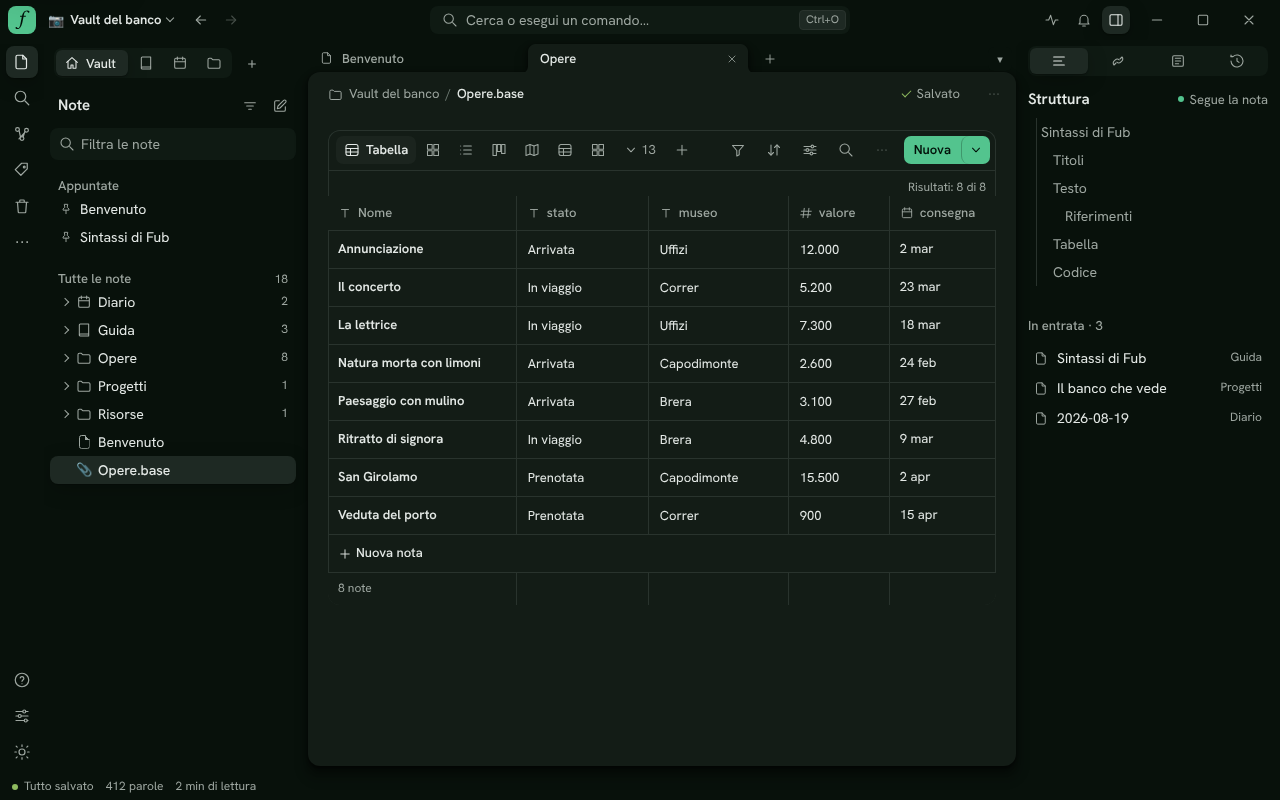 f
Vault del banco
Cerca o esegui un comando…
Ctrl+O
Vault
Benvenuto
Opere
Note
Filtra le note
Appuntate
Benvenuto
Sintassi di Fub
Tutte le note 18
Diario 2
Guida 3
Opere 8
Progetti 1
Risorse 1
Benvenuto
Opere.base
Vault del banco / Opere.base
Salvato
Tabella
13
Nuova
Risultati: 8 di 8
Nome stato museo valore consegna
Annunciazione Arrivata Uffizi 12.000 2 mar
Il concerto In viaggio Correr 5.200 23 mar
La lettrice In viaggio Uffizi 7.300 18 mar
Natura morta con limoni Arrivata Capodimonte 2.600 24 feb
Paesaggio con mulino Arrivata Brera 3.100 27 feb
Ritratto di signora In viaggio Brera 4.800 9 mar
San Girolamo Prenotata Capodimonte 15.500 2 apr
Veduta del porto Prenotata Correr 900 15 apr
Nuova nota
8 note
Struttura
Segue la nota
Sintassi di Fub
Titoli
Testo
Riferimenti
Tabella
Codice
In entrata · 3
Sintassi di Fub Guida
Il banco che vede Progetti
2026-08-19 Diario
Tutto salvato 412 parole 2 min di lettura